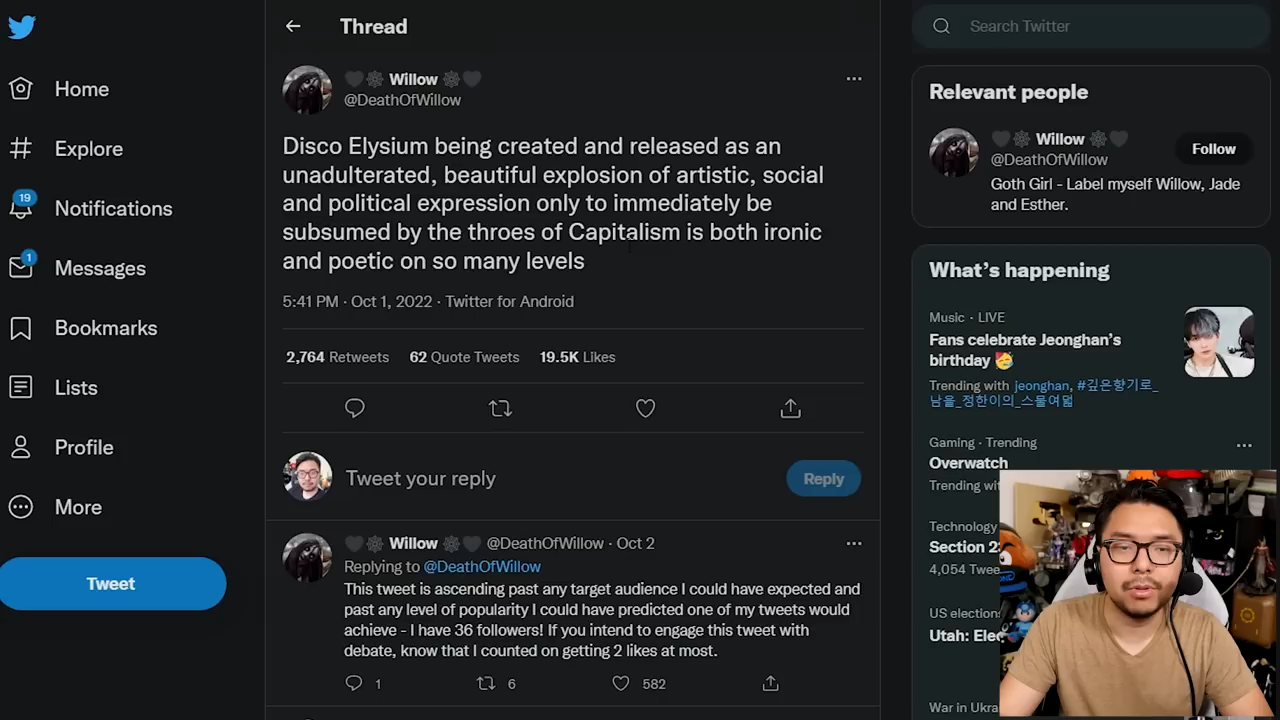 Home
Explore
19
Notifications
1
Messages
Bookmarks
Lists
Profile
More
Tweet
Thread
Willow
@DeathOfWillow
Disco Elysium being created and released as an
unadulterated, beautiful explosion of artistic, social
and political expression only to immediately be
subsumed by the throes of Capitalism is both ironic
and poetic on so many levels
5:41 PM · Oct 1, 2022 · Twitter for Android
2,764 Retweets 62 Quote Tweets 19.5K Likes
Tweet your reply
Reply
Willow @DeathOfWillow · Oct 2
Replying to @DeathOfWillow
This tweet is ascending past any target audience I could have expected and
past any level of popularity I could have predicted one of my tweets would
achieve - I have 36 followers! If you intend to engage this tweet with
debate, know that I counted on getting 2 likes at most.
1 6 582
Search Twitter
Relevant people
Willow
@DeathOfWillow
Follow
Goth Girl - Label myself Willow, Jade
and Esther.
What's happening
Music · LIVE
Fans celebrate Jeonghan's
birthday 🥳
Trending with jeonghan, #깊은향기로_
남을_정한이의_스물여덟
Gaming · Trending
Overwatch
Trending
Technology
Section
4,054
US elections
Utah:
War in